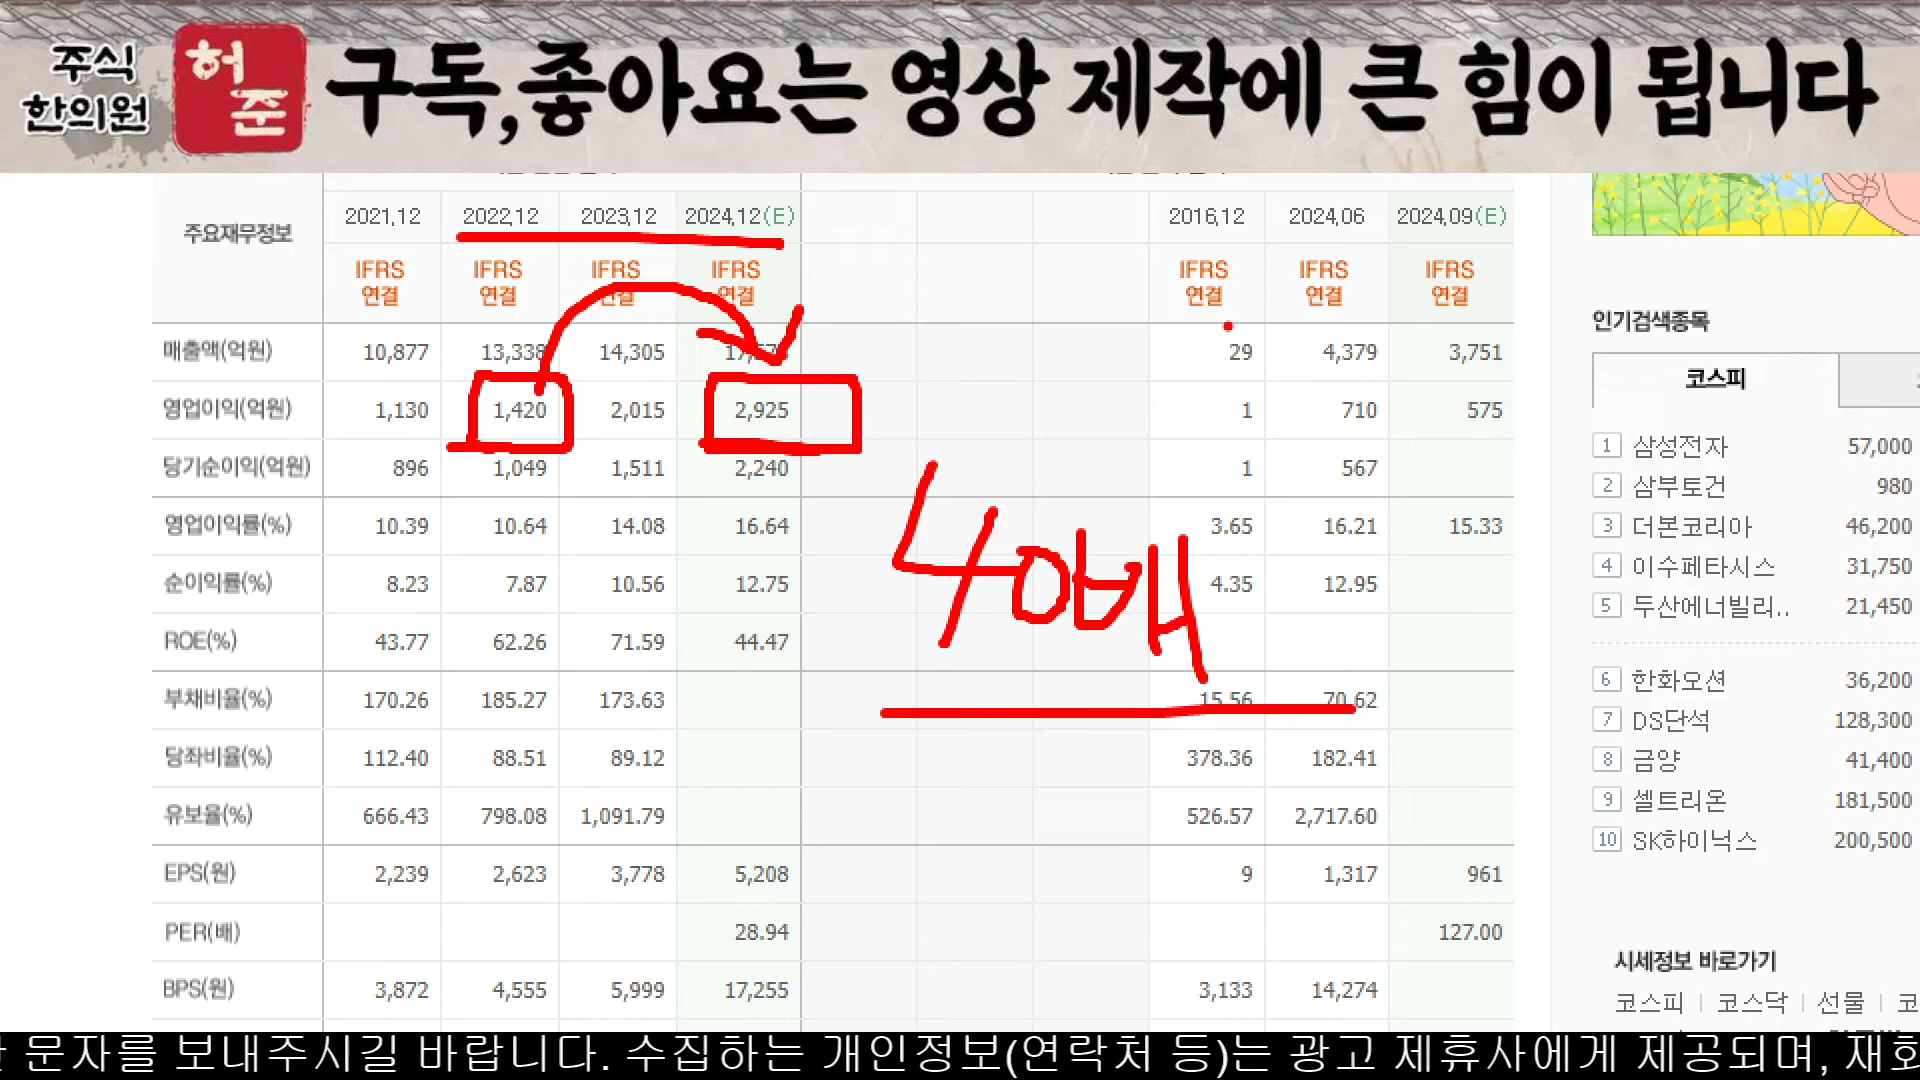 주식
한의원
허준
구독,좋아요는 영상 제작에 큰 힘이 됩니다
주요재무정보 2021.12 2022.12 2023.12 2024.12(E) 2016.12 2024.06 2024.09(E)
IFRS 연결 IFRS 연결 IFRS 연결 IFRS 연결 IFRS 연결 IFRS 연결 IFRS 연결
매출액(억원) 10,877 13,338 14,305 29 4,379 3,751
영업이익(억원) 1,130 1,420 2,015 2,925 1 710 575
당기순이익(억원) 896 1,049 1,511 2,240 1 567
영업이익률(%) 10.39 10.64 14.08 16.64 3.65 16.21 15.33
순이익률(%) 8.23 7.87 10.56 12.75 4.35 12.95
ROE(%) 43.77 62.26 71.59 44.47
부채비율(%) 170.26 185.27 173.63 15.56 70.62
당좌비율(%) 112.40 88.51 89.12 378.36 182.41
유보율(%) 666.43 798.08 1,091.79 526.57 2,717.60
EPS(원) 2,239 2,623 3,778 5,208 9 1,317 961
PER(배) 28.94 127.00
BPS(원) 3,872 4,555 5,999 17,255 3,133 14,274
40배
인기검색종목
코스피
1 삼성전자 57,000
2 삼부토건 980
3 더본코리아 46,200
4 이수페타시스 31,750
5 두산에너빌리.. 21,450
6 한화오션 36,200
7 DS단석 128,300
8 금양 41,400
9 셀트리온 181,500
10 SK하이닉스 200,500
시세정보 바로가기
코스피 | 코스닥 | 선물 | 코
문자를 보내주시길 바랍니다. 수집하는 개인정보(연락처 등)는 광고 제휴사에게 제공되며,